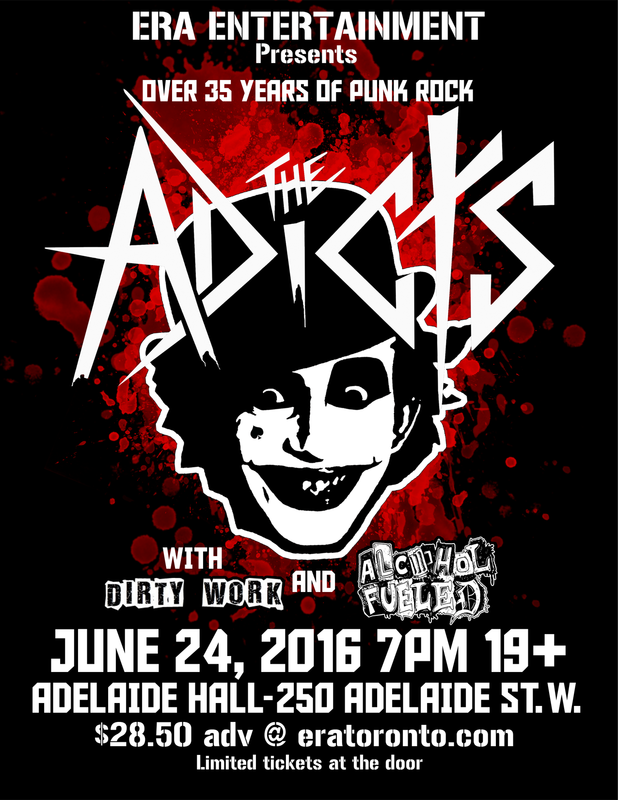 ERA ENTERTAINMENT
Presents
OVER 35 YEARS OF PUNK ROCK
THE
ADICTS
WITH
DIRTY WORK
AND
ALCOHOL
FUELED
JUNE 24, 2016 7PM 19+
ADELAIDE HALL-250 ADELAIDE ST. W.
$28.50 adv @ eratoronto.com
Limited tickets at the door